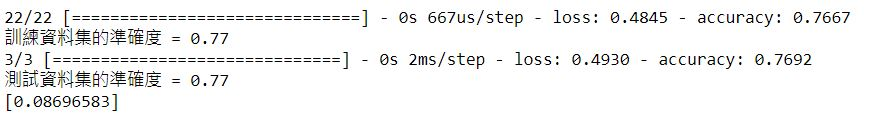 22/22 [==============================] - 0s 667us/step - loss: 0.4845 - accuracy: 0.7667
訓練資料集的準確度 = 0.77
3/3 [==============================] - 0s 2ms/step - loss: 0.4930 - accuracy: 0.7692
測試資料集的準確度 = 0.77
[0.08696583]